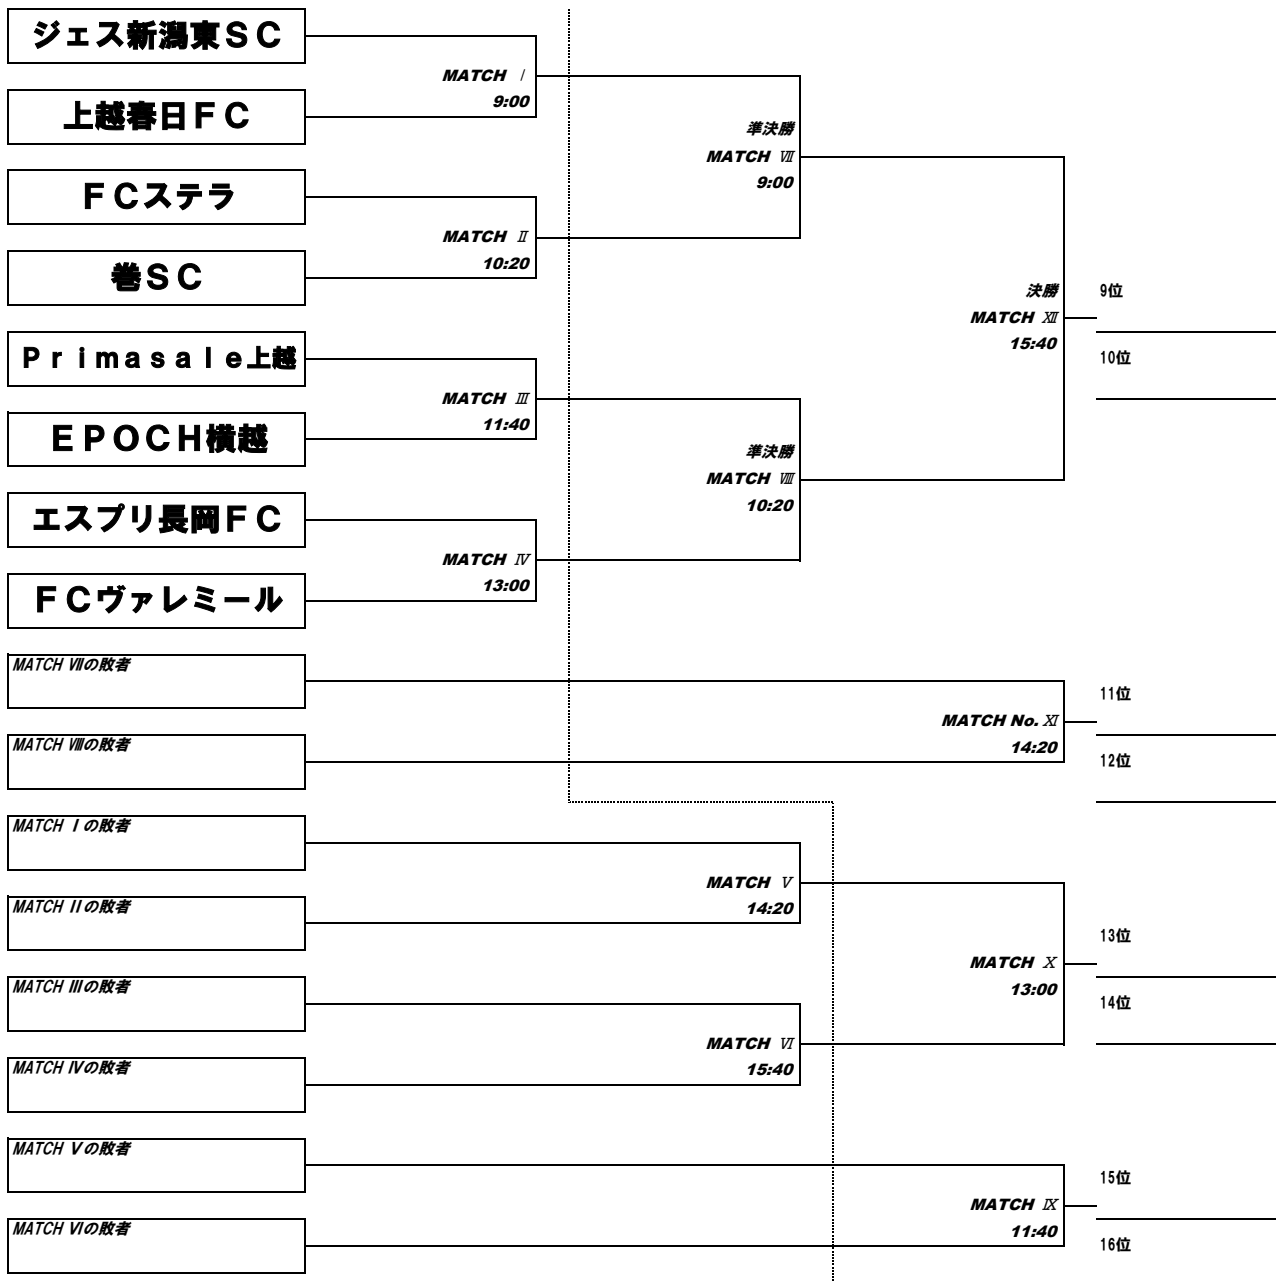 ジェス新潟東ＳＣ
MATCH Ⅰ
9:00
上越春日ＦＣ
準決勝
MATCH Ⅶ
9:00
ＦＣステラ
MATCH Ⅱ
10:20
巻ＳＣ
決勝
MATCH Ⅻ
15:40
9位
10位
Ｐｒｉｍａｓａｌｅ上越
MATCH Ⅲ
11:40
ＥＰＯＣＨ横越
準決勝
MATCH Ⅷ
10:20
エスプリ長岡ＦＣ
MATCH Ⅳ
13:00
ＦＣヴァレミール
MATCH Ⅶの敗者
MATCH No. Ⅺ
14:20
11位
12位
MATCH Ⅷの敗者
MATCH Ⅰの敗者
MATCH Ⅴ
14:20
MATCH Ⅱの敗者
MATCH Ⅹ
13:00
13位
14位
MATCH Ⅲの敗者
MATCH Ⅵ
15:40
MATCH Ⅳの敗者
MATCH Ⅴの敗者
MATCH Ⅸ
11:40
15位
16位
MATCH Ⅵの敗者